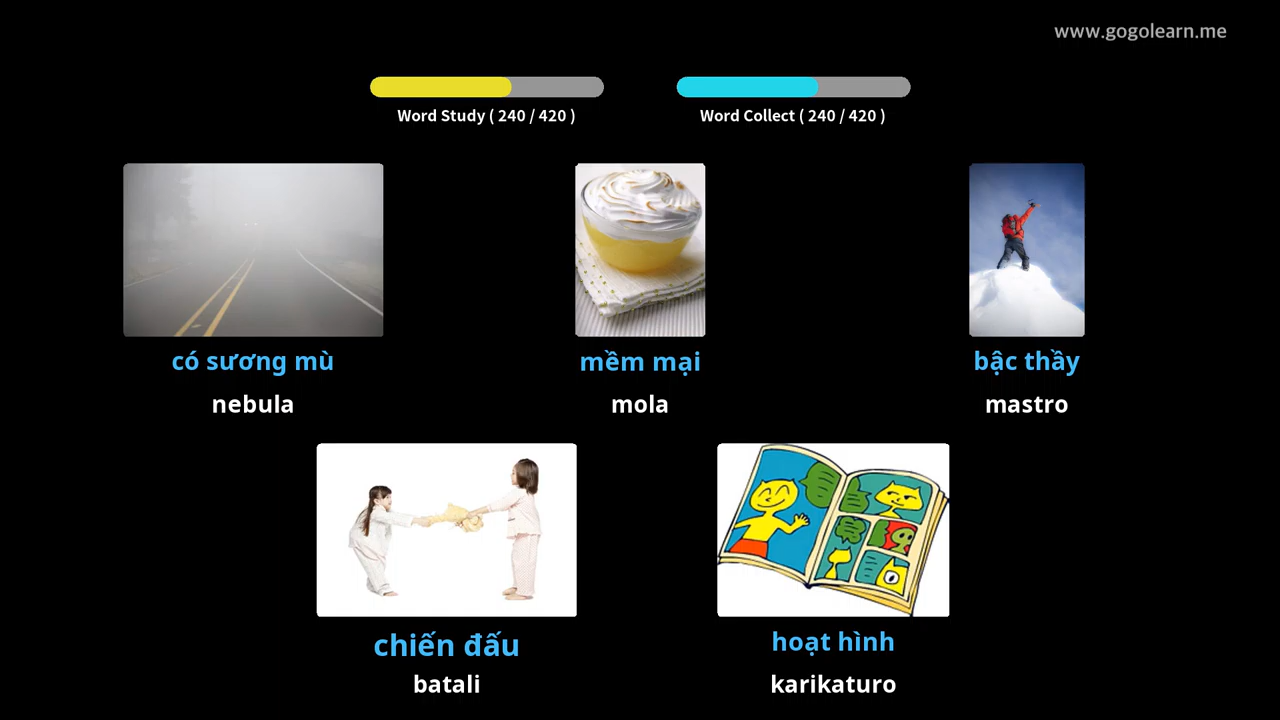 www.gogolearn.me
Word Study ( 240 / 420 )
Word Collect ( 240 / 420 )
có sương mù
nebula
mềm mại
mola
bậc thầy
mastro
chiến đấu
batali
hoạt hình
karikaturo